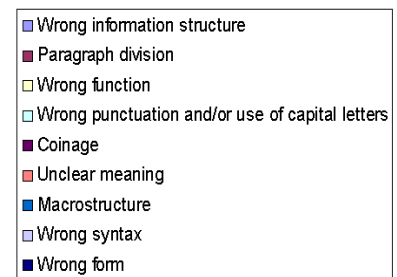 Wrong information structure
Paragraph division
Wrong function
Wrong punctuation and/or use of capital letters
Coinage
Unclear meaning
Macrostructure
Wrong syntax
Wrong form